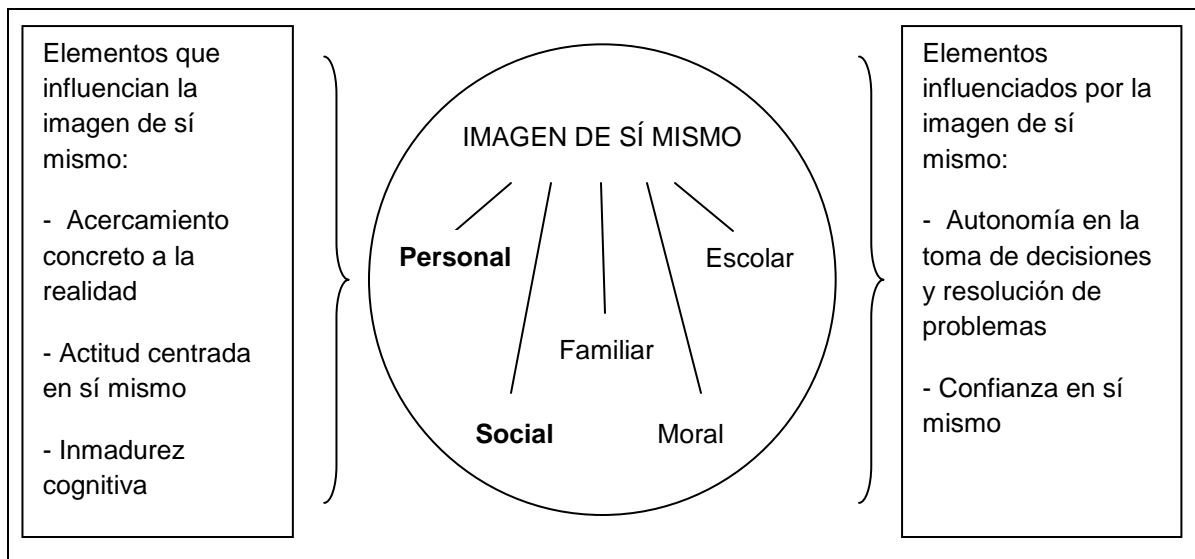 Elementos que
influencian la
imagen de sí
mismo:
- Acercamiento
concreto a la
realidad
- Actitud centrada
en sí mismo
- Inmadurez
cognitiva
IMAGEN DE SÍ MISMO
Personal
Escolar
Familiar
Social
Moral
Elementos
influenciados por la
imagen de sí
mismo:
- Autonomía en la
toma de decisiones
y resolución de
problemas
- Confianza en sí
mismo